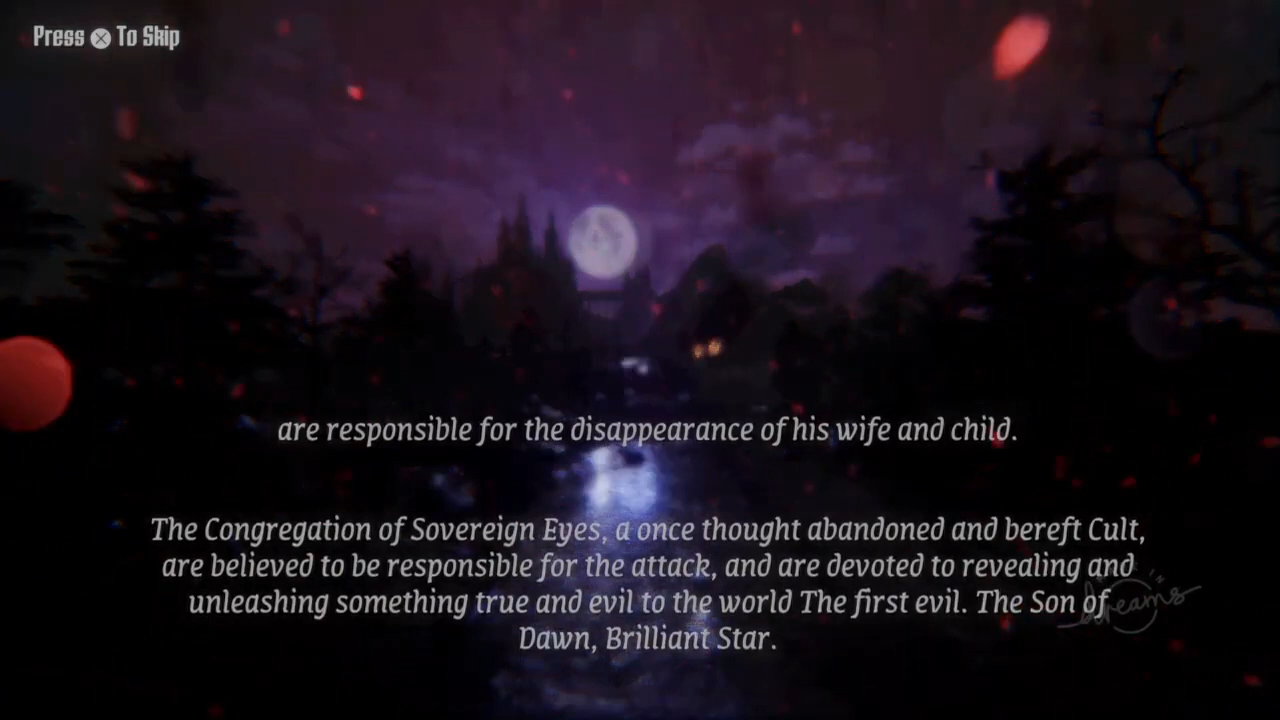 Press ⊗ To Skip
are responsible for the disappearance of his wife and child.
The Congregation of Sovereign Eyes, a once thought abandoned and bereft Cult,
are believed to be responsible for the attack, and are devoted to revealing and
unleashing something true and evil to the world The first evil. The Son of
Dawn, Brilliant Star.
IN
dreams